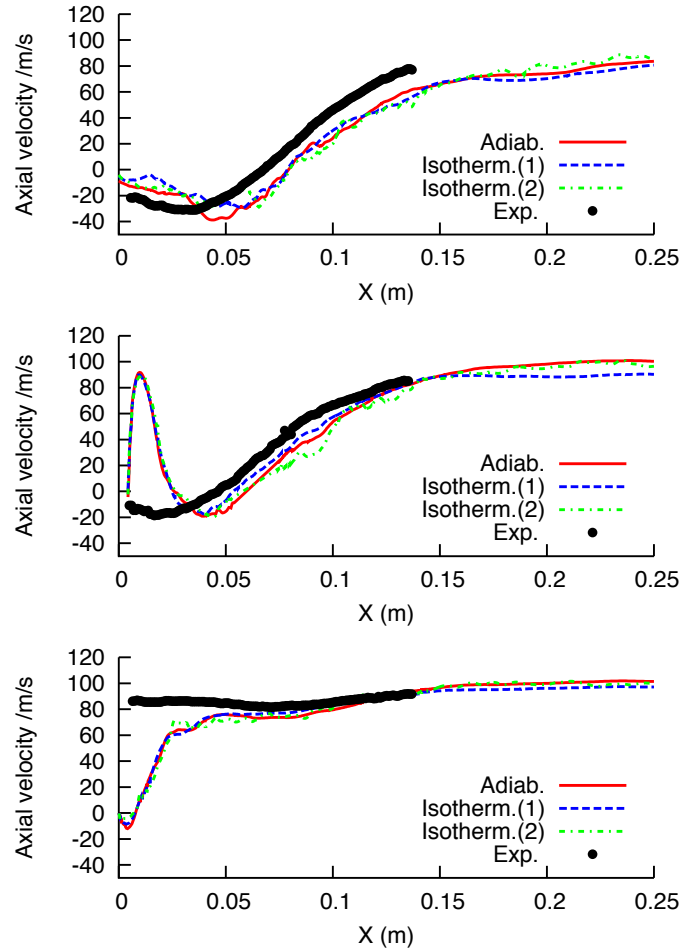 120
100
80
60
40
20
0
-20
-40
Axial velocity /m/s
Adiab.
Isotherm.(1)
Isotherm.(2)
Exp.
0 0.05 0.1 0.15 0.2 0.25
X (m)
120
100
80
60
40
20
0
-20
-40
Axial velocity /m/s
Adiab.
Isotherm.(1)
Isotherm.(2)
Exp.
0 0.05 0.1 0.15 0.2 0.25
X (m)
120
100
80
60
40
20
0
-20
-40
Axial velocity /m/s
Adiab.
Isotherm.(1)
Isotherm.(2)
Exp.
0 0.05 0.1 0.15 0.2 0.25
X (m)